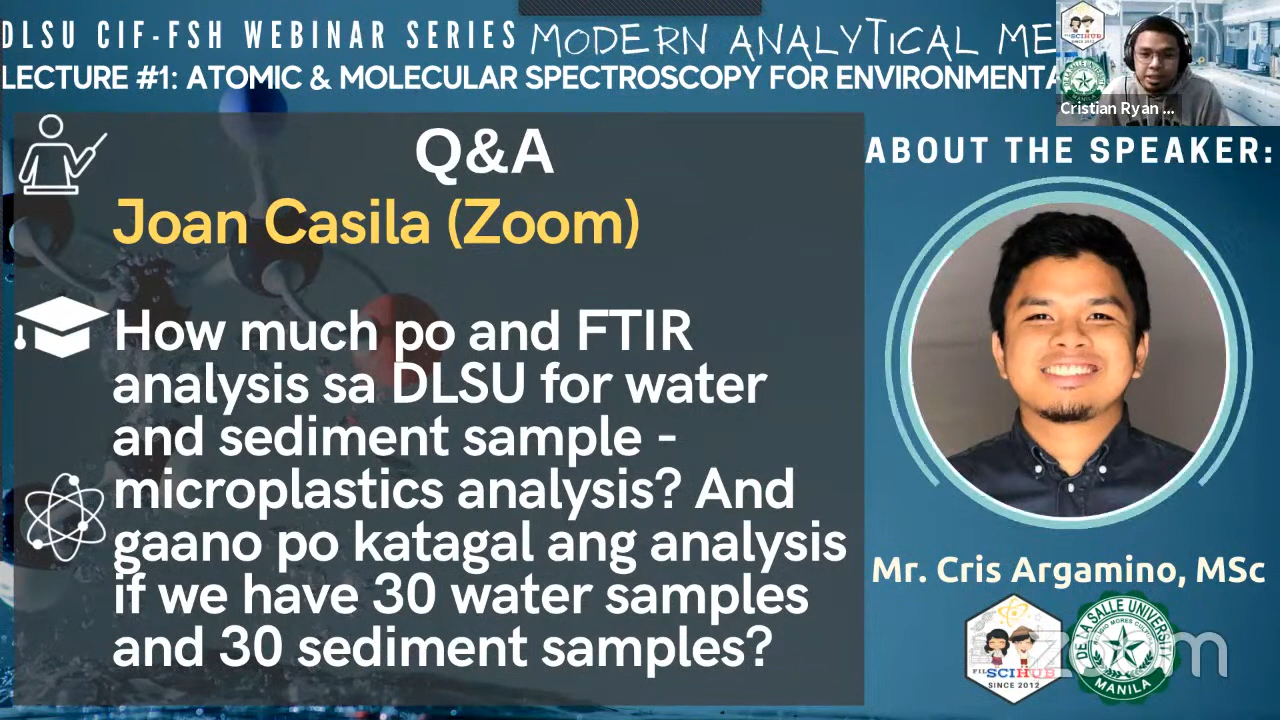 DLSU CIF-FSH WEBINAR SERIES MODERN ANALYTICAL ME
LECTURE #1: ATOMIC & MOLECULAR SPECTROSCOPY FOR ENVIRONMENTA
Cristian Ryan ...
Q&A
Joan Casila (Zoom)
How much po and FTIR
analysis sa DLSU for water
and sediment sample -
microplastics analysis? And
gaano po katagal ang analysis
if we have 30 water samples
and 30 sediment samples?
ABOUT THE SPEAKER:
Mr. Cris Argamino, MSc
FILSCIHUB
SINCE 2012
DE LA SALLE UNIVERSITY
MANILA
zoom